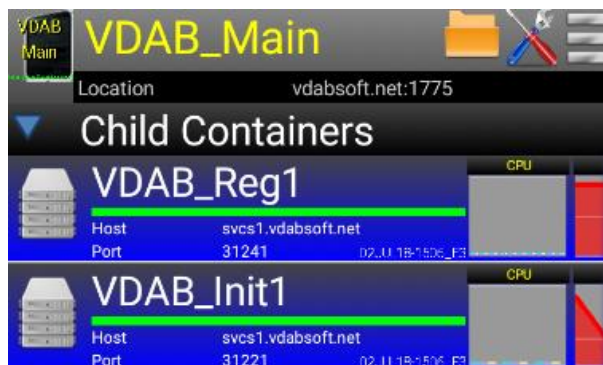 VDAB
Main
VDAB_Main
Location vdabsoft.net:1775
Child Containers
VDAB_Reg1
CPU
Host svcs1.vdabsoft.net
Port 31241
VDAB_Init1
CPU
Host svcs1.vdabsoft.net
Port 31221